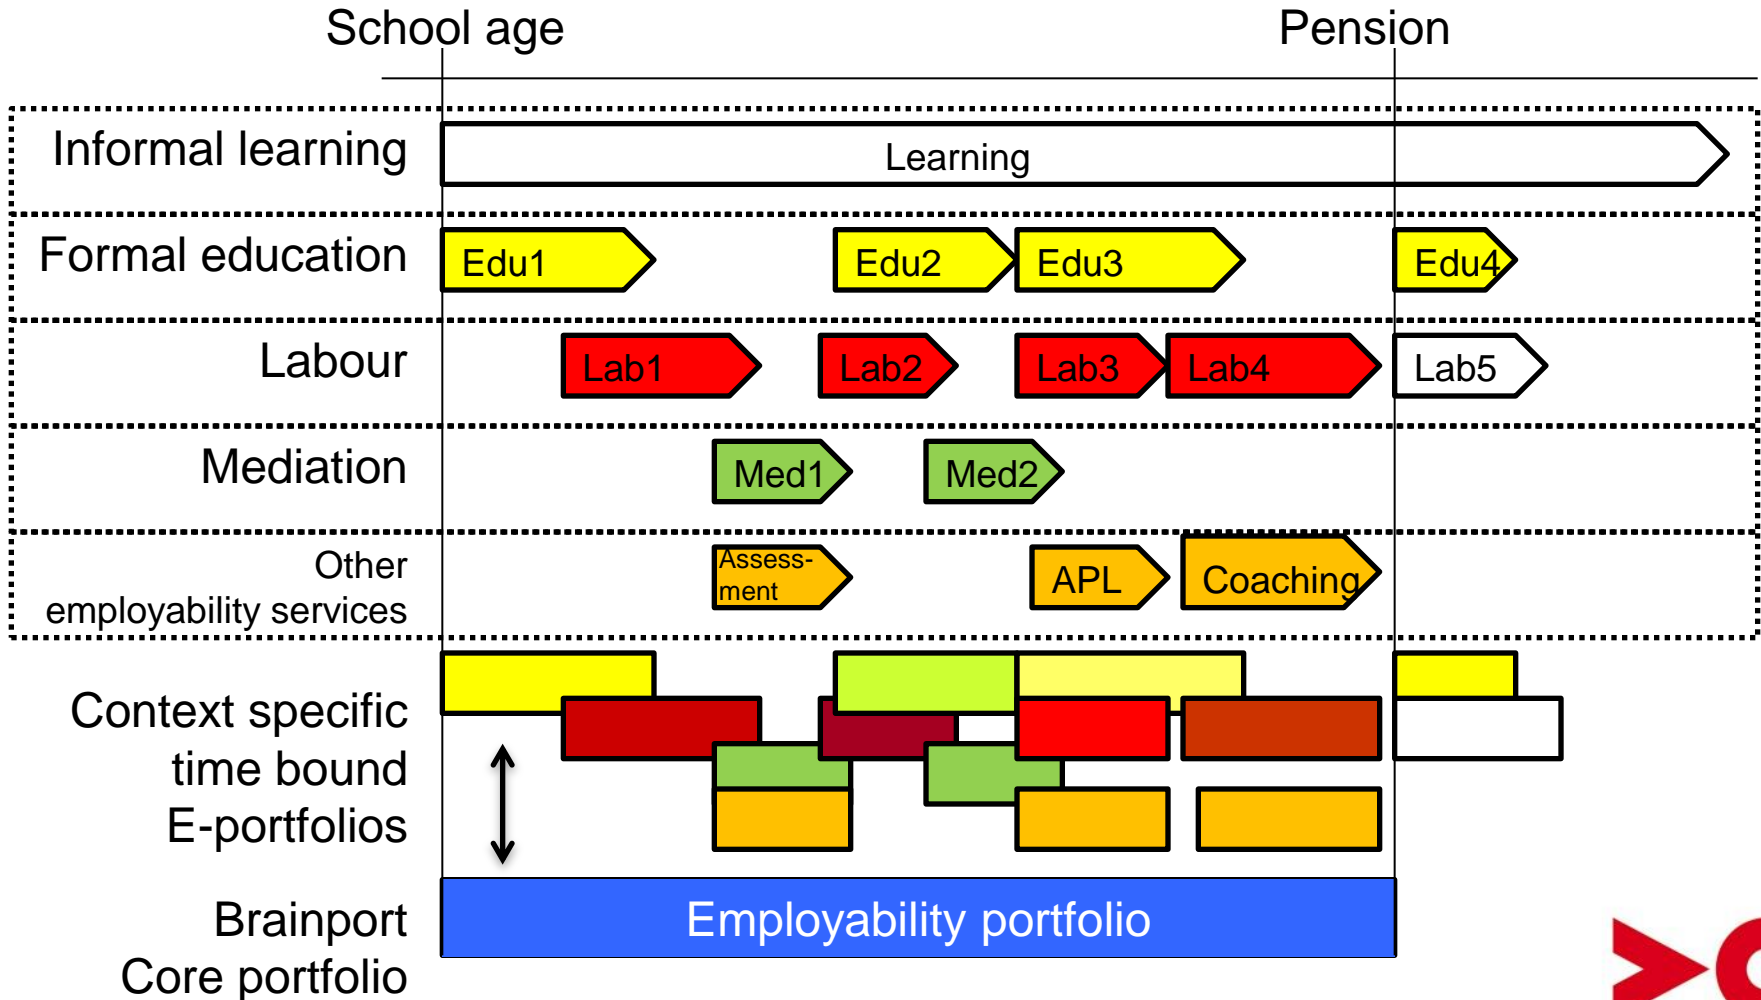 School age
Pension
Informal learning
Learning
Formal education
Edu1
Edu2
Edu3
Edu4
Labour
Lab1
Lab2
Lab3
Lab4
Lab5
Mediation
Med1
Med2
Other
employability services
Assess-
ment
APL
Coaching
Context specific
time bound
E-portfolios
Brainport
Core portfolio
Employability portfolio